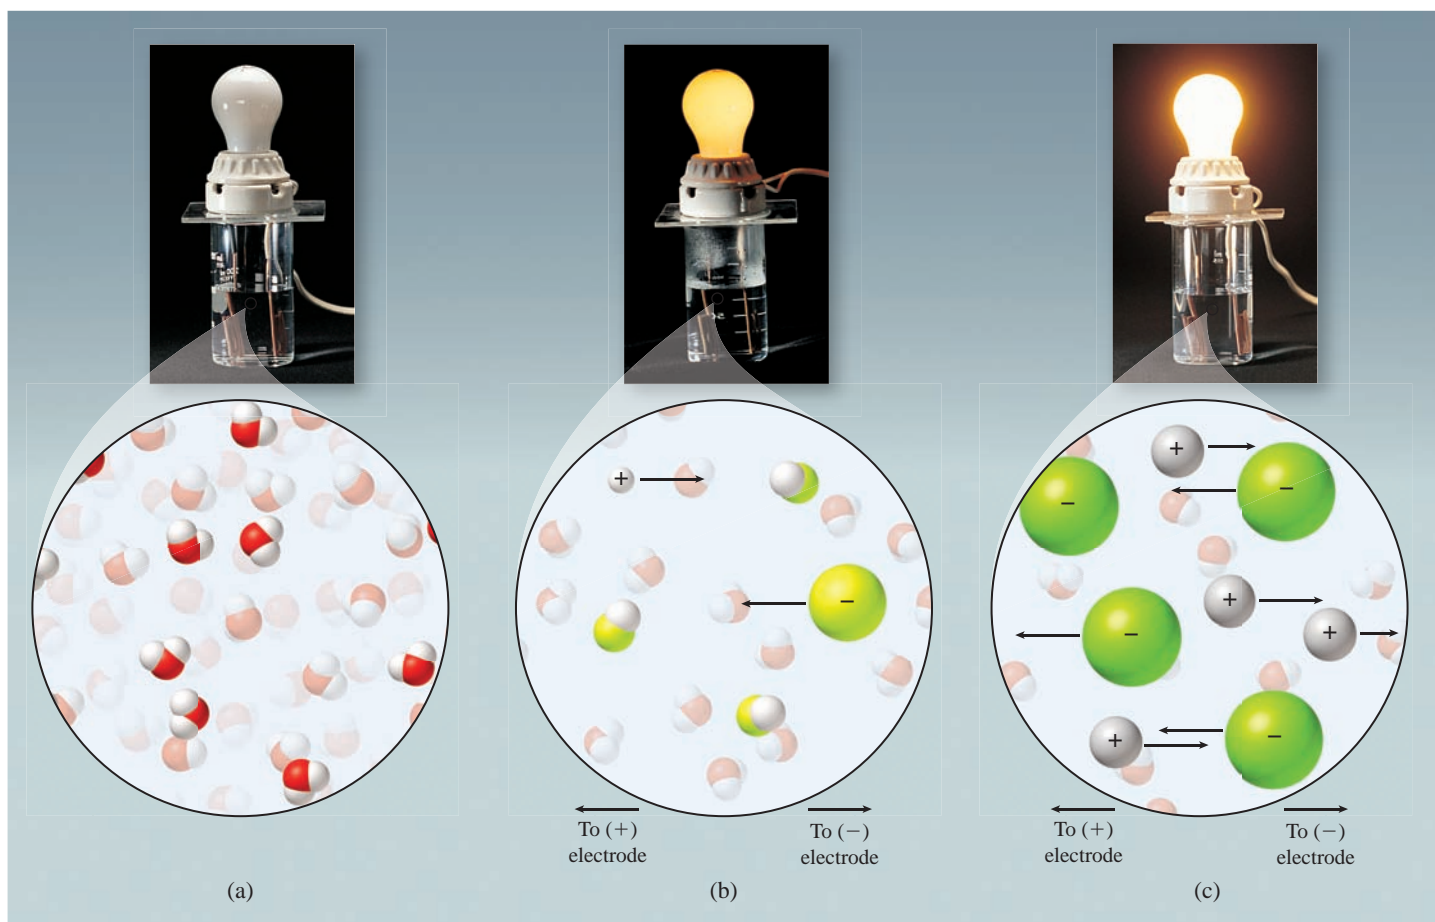 +
−
−
+
−
−
+
−
+
+
−
To (+)
electrode
To (−)
electrode
To (+)
electrode
To (−)
electrode
(a)
(b)
(c)